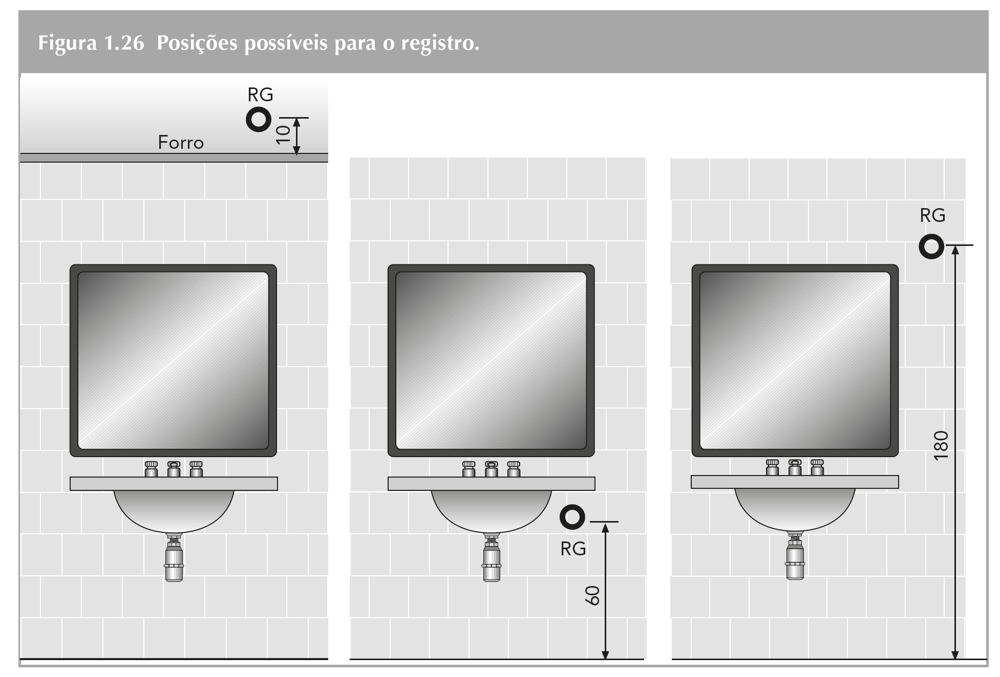 Figura 1.26 Posições possíveis para o registro.
RG
10
Forro
RG
60
RG
180